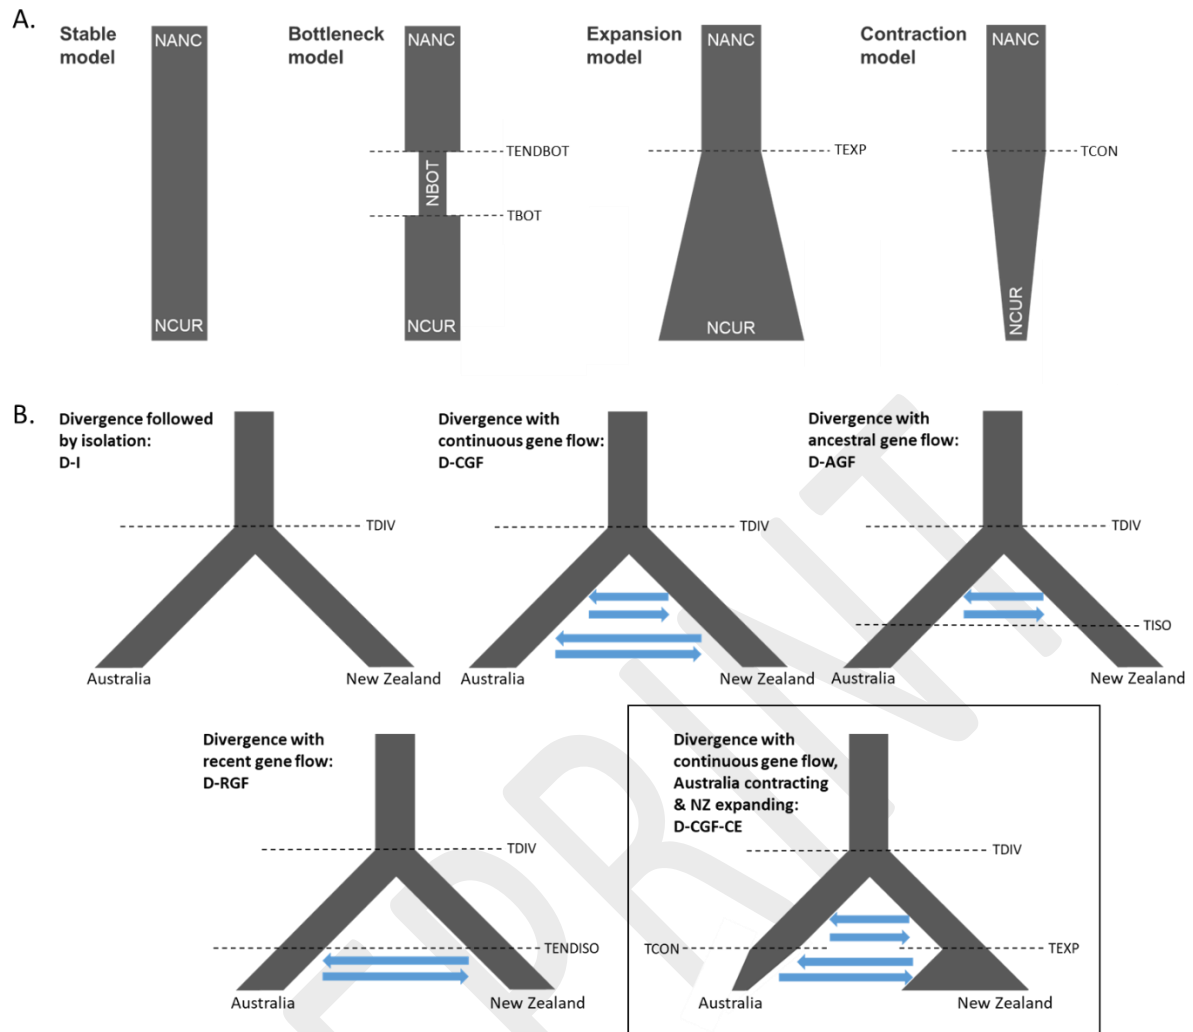 A.
Stable
model
NANC
NCUR
Bottleneck
model
NANC
TENDBOT
NBOT
TBOT
NCUR
Expansion
model
NANC
TEXP
NCUR
Contraction
model
NANC
TCON
NCUR
B.
Divergence followed
by isolation:
D-I
TDIV
Australia
New Zealand
Divergence with
continuous gene flow:
D-CGF
TDIV
Australia
New Zealand
Divergence with
ancestral gene flow:
D-AGF
TDIV
TISO
Australia
New Zealand
Divergence with
recent gene flow:
D-RGF
TDIV
TENDISO
Australia
New Zealand
Divergence with
continuous gene flow,
Australia contracting
& NZ expanding:
D-CGF-CE
TDIV
TCON
TEXP
Australia
New Zealand